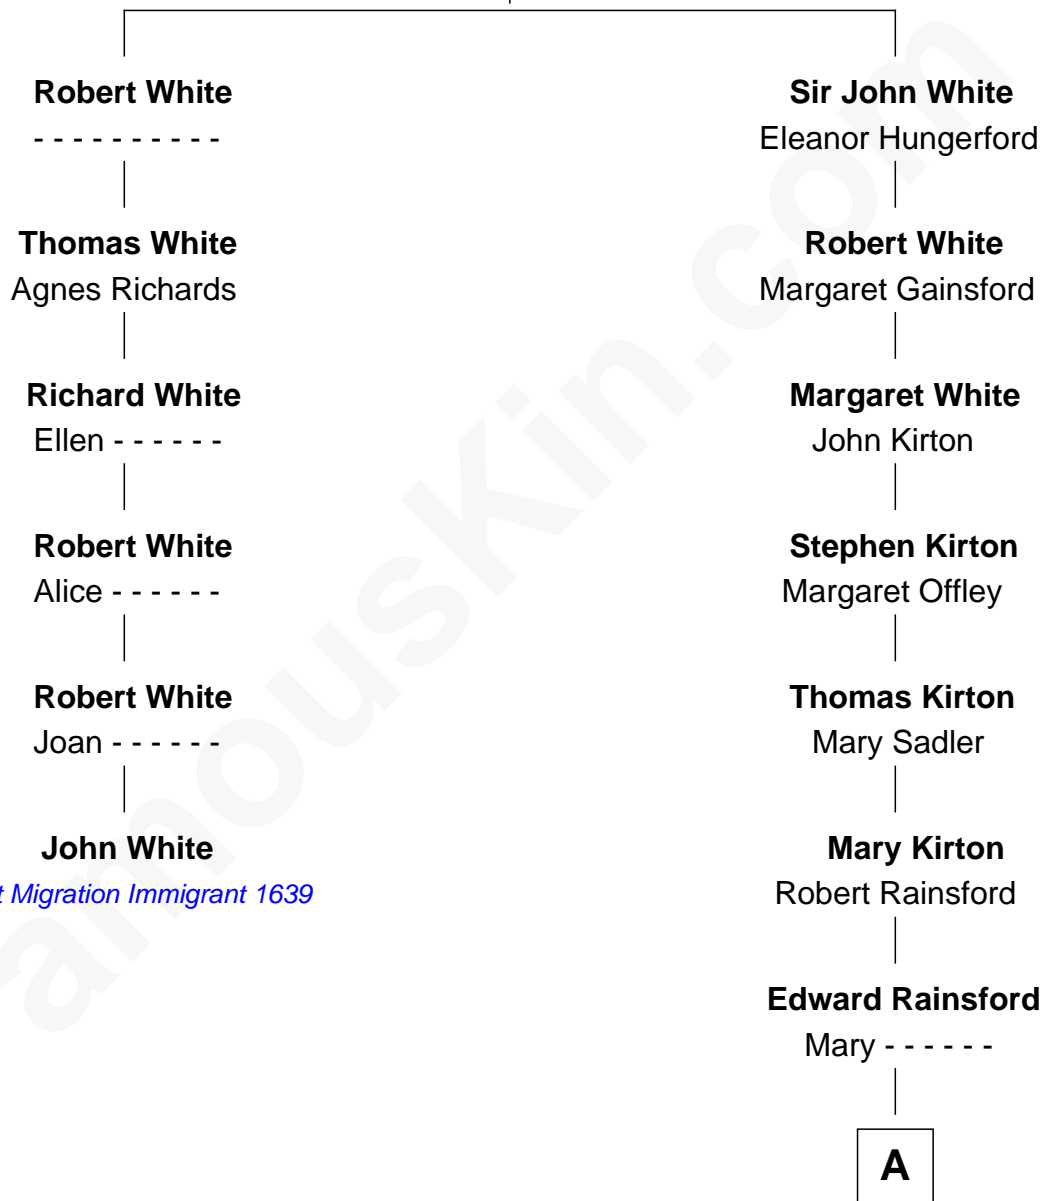 Robert White
- - - - - - - - - -
Thomas White
Agnes Richards
Richard White
Ellen - - - - - -
Robert White
Alice - - - - - -
Robert White
Joan - - - - - -
John White
t Migration Immigrant 1639
Sir John White
Eleanor Hungerford
Robert White
Margaret Gainsford
Margaret White
John Kirton
Stephen Kirton
Margaret Offley
Thomas Kirton
Mary Sadler
Mary Kirton
Robert Rainsford
Edward Rainsford
Mary - - - - - -
A
amousKin.com